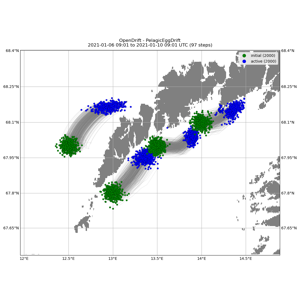 OpenDrift - PelagicEggDrift
2021-01-06 09:01 to 2021-01-10 09:01 UTC (97 steps)
68.4°N 68.4°N
initial (2000)
active (2000)
68.25°N 68.25°N
68.1°N 68.1°N
67.95°N 67.95°N
67.8°N 67.8°N
67.65°N 67.65°N
12°E 12.5°E 13°E 13.5°E 14°E 14.5°E